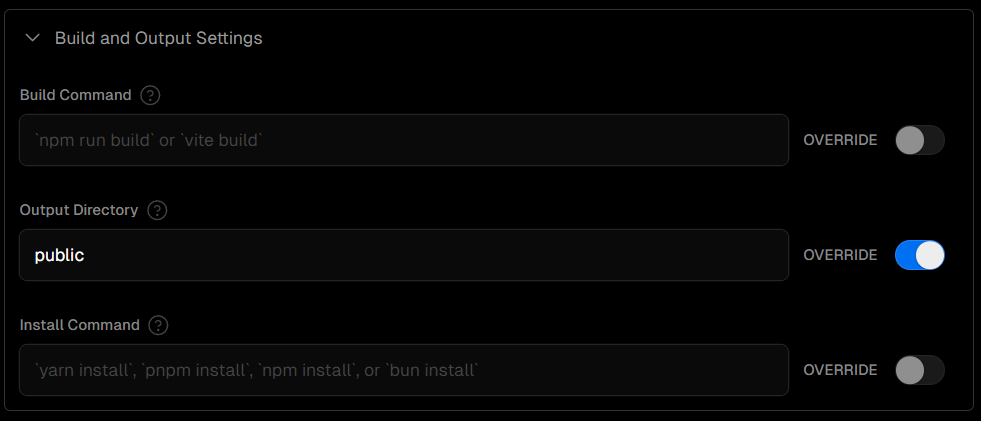 Build and Output Settings
Build Command ?
`npm run build` or `vite build`
OVERRIDE
Output Directory ?
public
OVERRIDE
Install Command ?
`yarn install`, `pnpm install`, `npm install`, or `bun install`
OVERRIDE